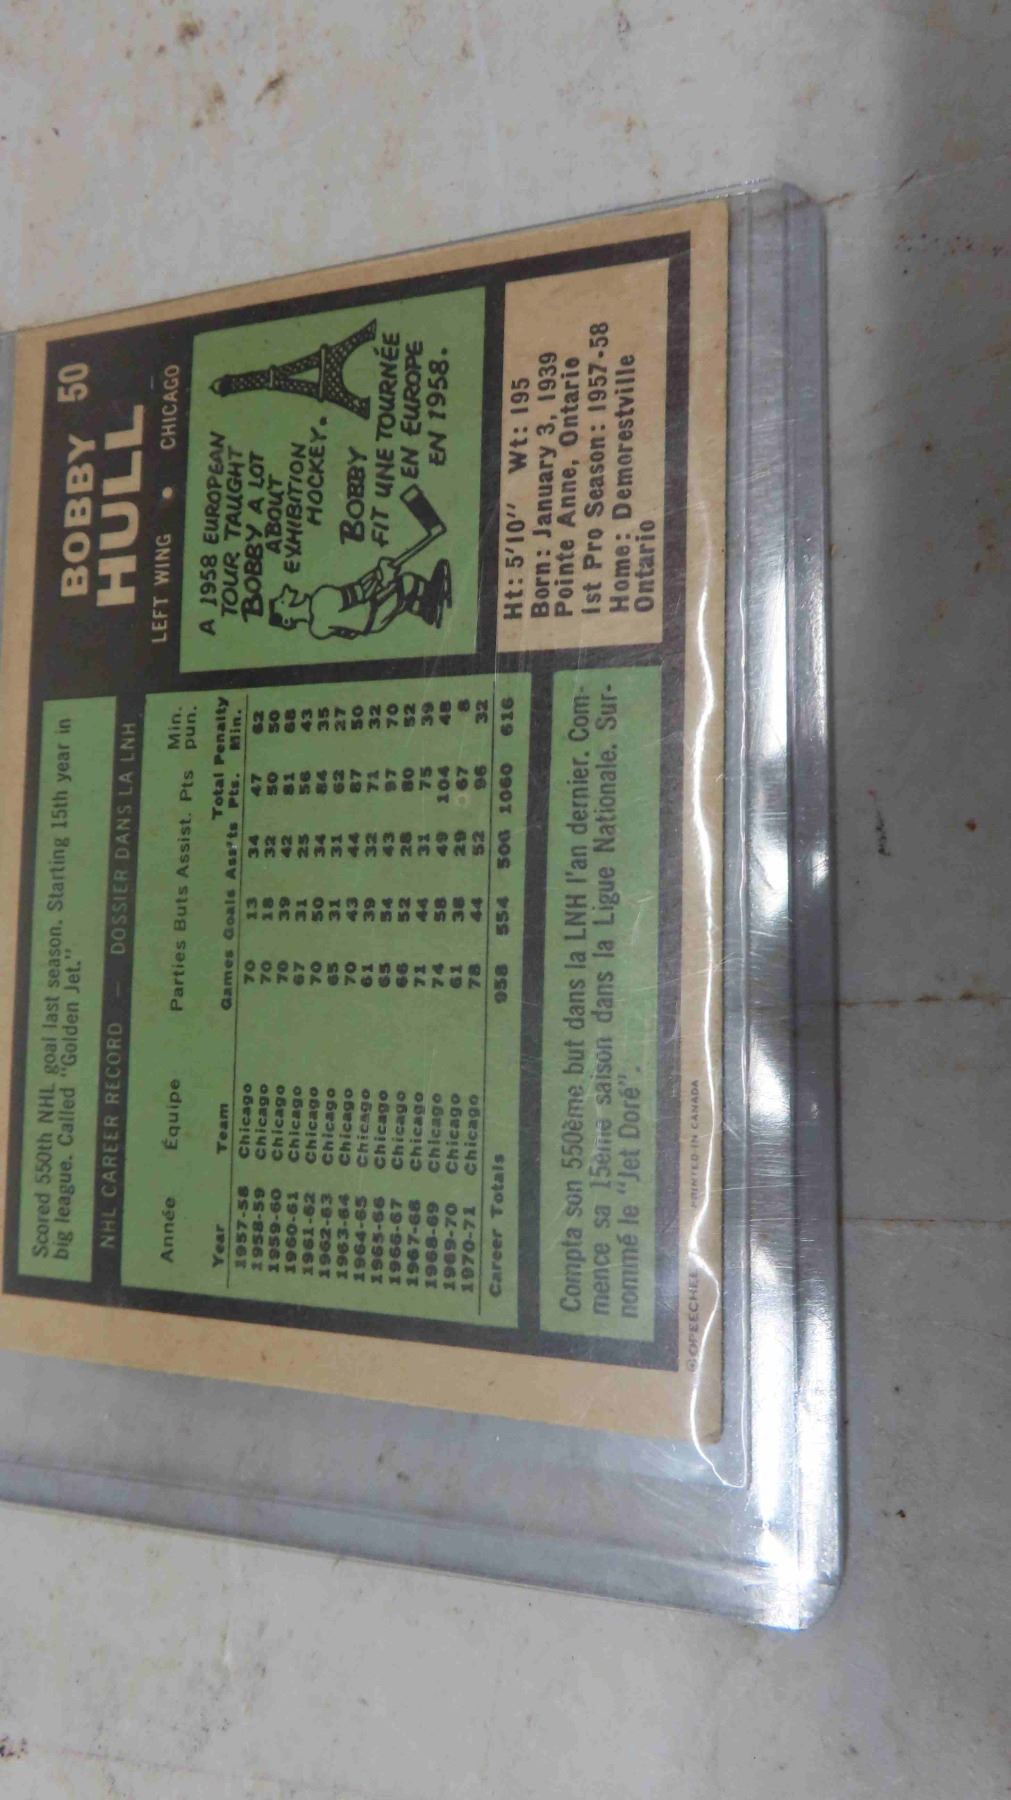 BOBBY 50
HULL
LEFT WING • CHICAGO
Scored 550th NHL goal last season. Starting 15th year in
big league. Called "Golden Jet."
NHL CAREER RECORD — DOSSIER DANS LA LNH
Année Équipe Parties Buts Assist. Pts Min. pun.
Year Team Games Goals Ass'ts Total Pts. Penalty Min.
1957-58 Chicago 70 13 34 47 62
1958-59 Chicago 70 18 32 50 50
1959-60 Chicago 70 39 42 81 68
1960-61 Chicago 67 31 25 56 43
1961-62 Chicago 70 50 34 84 35
1962-63 Chicago 65 31 31 62 27
1963-64 Chicago 70 43 44 87 50
1964-65 Chicago 61 39 32 71 32
1965-66 Chicago 65 54 43 97 70
1966-67 Chicago 66 52 28 80 52
1967-68 Chicago 71 44 31 75 39
1968-69 Chicago 74 58 49 104 48
1969-70 Chicago 61 38 29 67 8
1970-71 Chicago 78 44 52 96 32
Career Totals 958 554 506 1060 616
A 1958 EUROPEAN
TOUR TAUGHT
BOBBY A LOT
ABOUT
EXHIBITION
HOCKEY.
BOBBY
FIT UNE TOURNÉE
EN EUROPE
EN 1958.
Ht: 5'10" Wt: 195
Born: January 3, 1939
Pointe Anne, Ontario
1st Pro Season: 1957-58
Home: Demorestville
Ontario
Compta son 550ème but dans la LNH l'an dernier. Com-
mence sa 15ème saison dans la Ligue Nationale. Sur-
nommé le "Jet Doré".
©OPEECHEE PRINTED IN CANADA